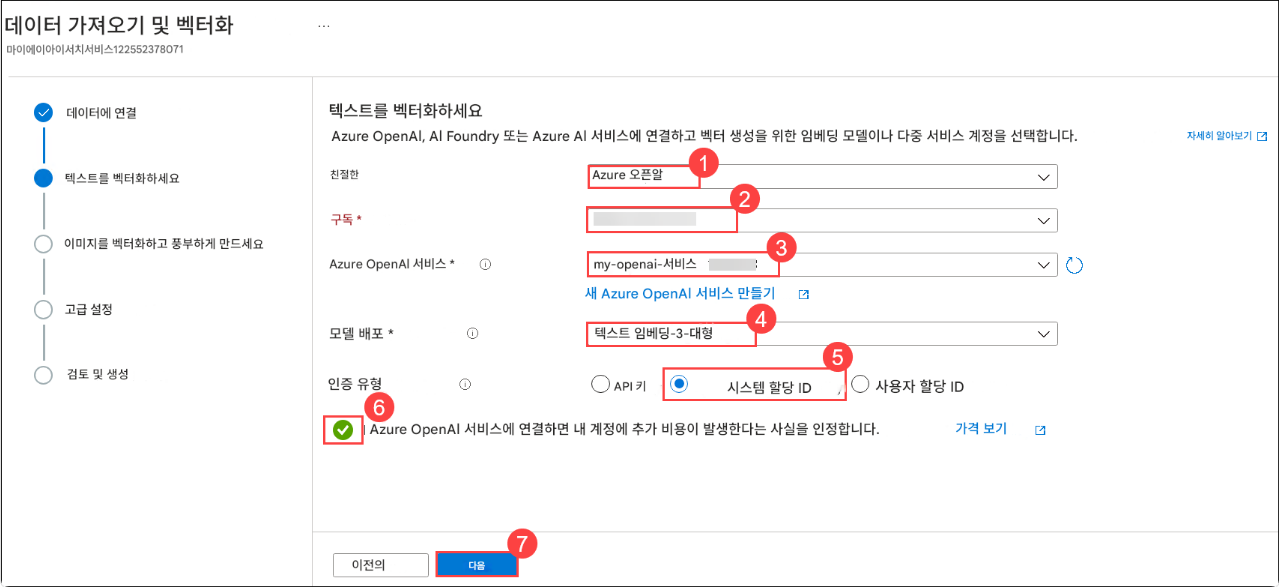 데이터 가져오기 및 벡터화 ...
마이에이아이서치서비스122552378071
데이터에 연결
텍스트를 벡터화하세요
이미지를 벡터화하고 풍부하게 만드세요
고급 설정
검토 및 생성
텍스트를 벡터화하세요
Azure OpenAI, AI Foundry 또는 Azure AI 서비스에 연결하고 벡터 생성을 위한 임베딩 모델이나 다중 서비스 계정을 선택합니다. 자세히 알아보기
친절한 Azure 오픈알 1
구독 * 2
Azure OpenAI 서비스 * my-openai-서비스 3
새 Azure OpenAI 서비스 만들기
모델 배포 * 텍스트 임베딩-3-대형 4
인증 유형 API 키 시스템 할당 ID 사용자 할당 ID 5
6
Azure OpenAI 서비스에 연결하면 내 계정에 추가 비용이 발생한다는 사실을 인정합니다. 가격 보기
이전의 다음 7